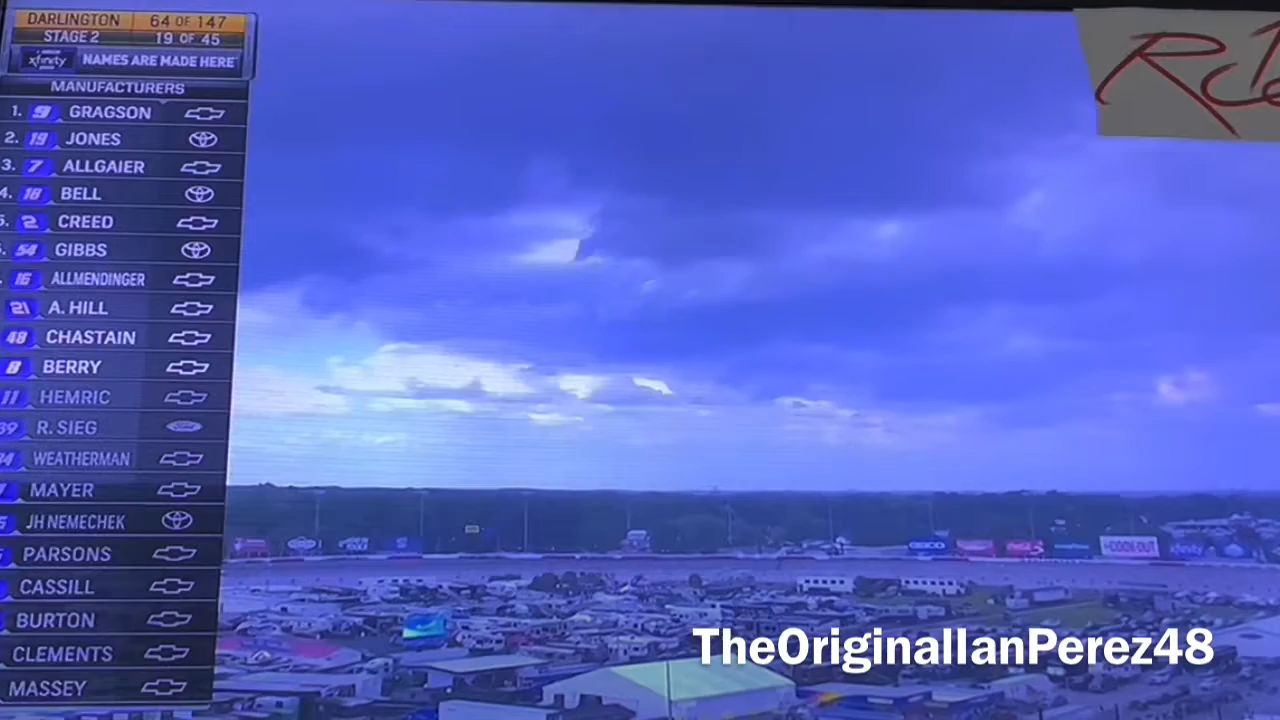 DARLINGTON 64 OF 147
STAGE 2 19 OF 45
xfinity NAMES ARE MADE HERE
MANUFACTURERS
1. 9 GRAGSON
2. 19 JONES
3. 7 ALLGAIER
4. 18 BELL
2 CREED
54 GIBBS
16 ALLMENDINGER
21 A. HILL
48 CHASTAIN
8 BERRY
11 HEMRIC
39 R. SIEG
34 WEATHERMAN
MAYER
JH NEMECHEK
PARSONS
CASSILL
BURTON
CLEMENTS
MASSEY
GEICO
COOK OUT
xfinity
TheOriginalIanPerez48